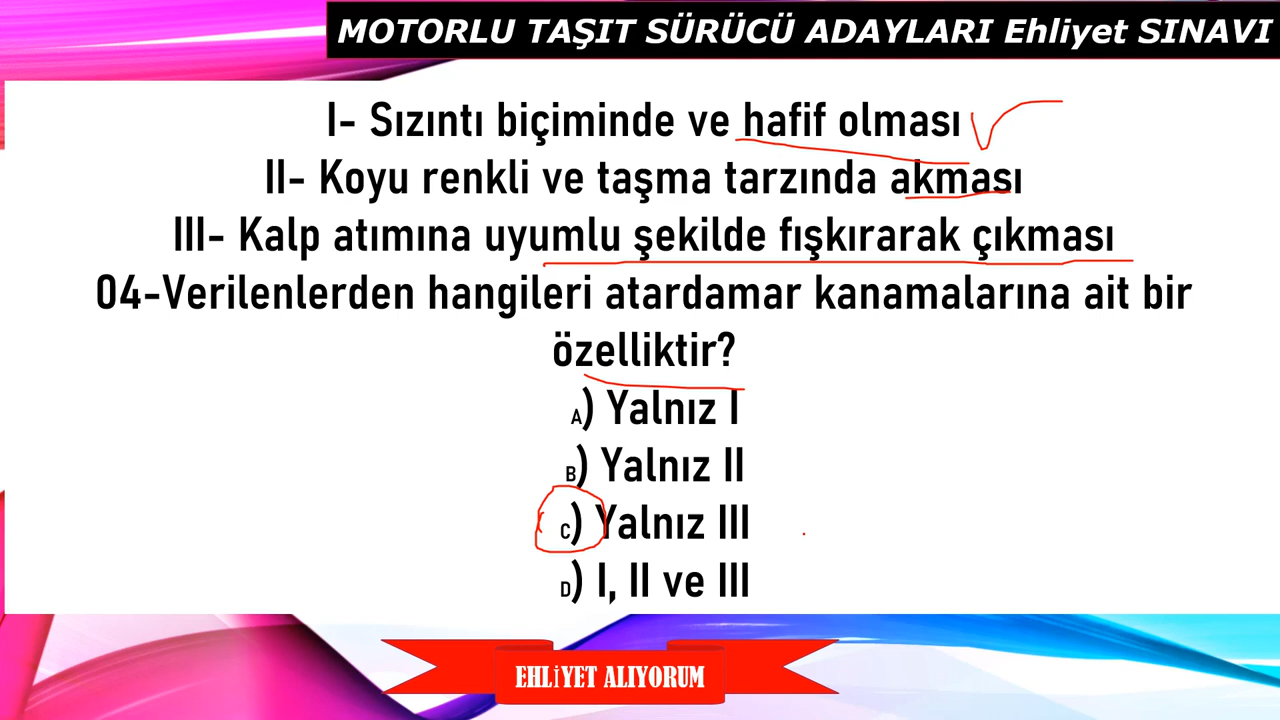 MOTORLU TAŞIT SÜRÜCÜ ADAYLARI Ehliyet SINAVI
I- Sızıntı biçiminde ve hafif olması
II- Koyu renkli ve taşma tarzında akması
III- Kalp atımına uyumlu şekilde fışkırarak çıkması
04-Verilenlerden hangileri atardamar kanamalarına ait bir
özelliktir?
A) Yalnız I
B) Yalnız II
C) Yalnız III
D) I, II ve III
EHLİYET ALIYORUM